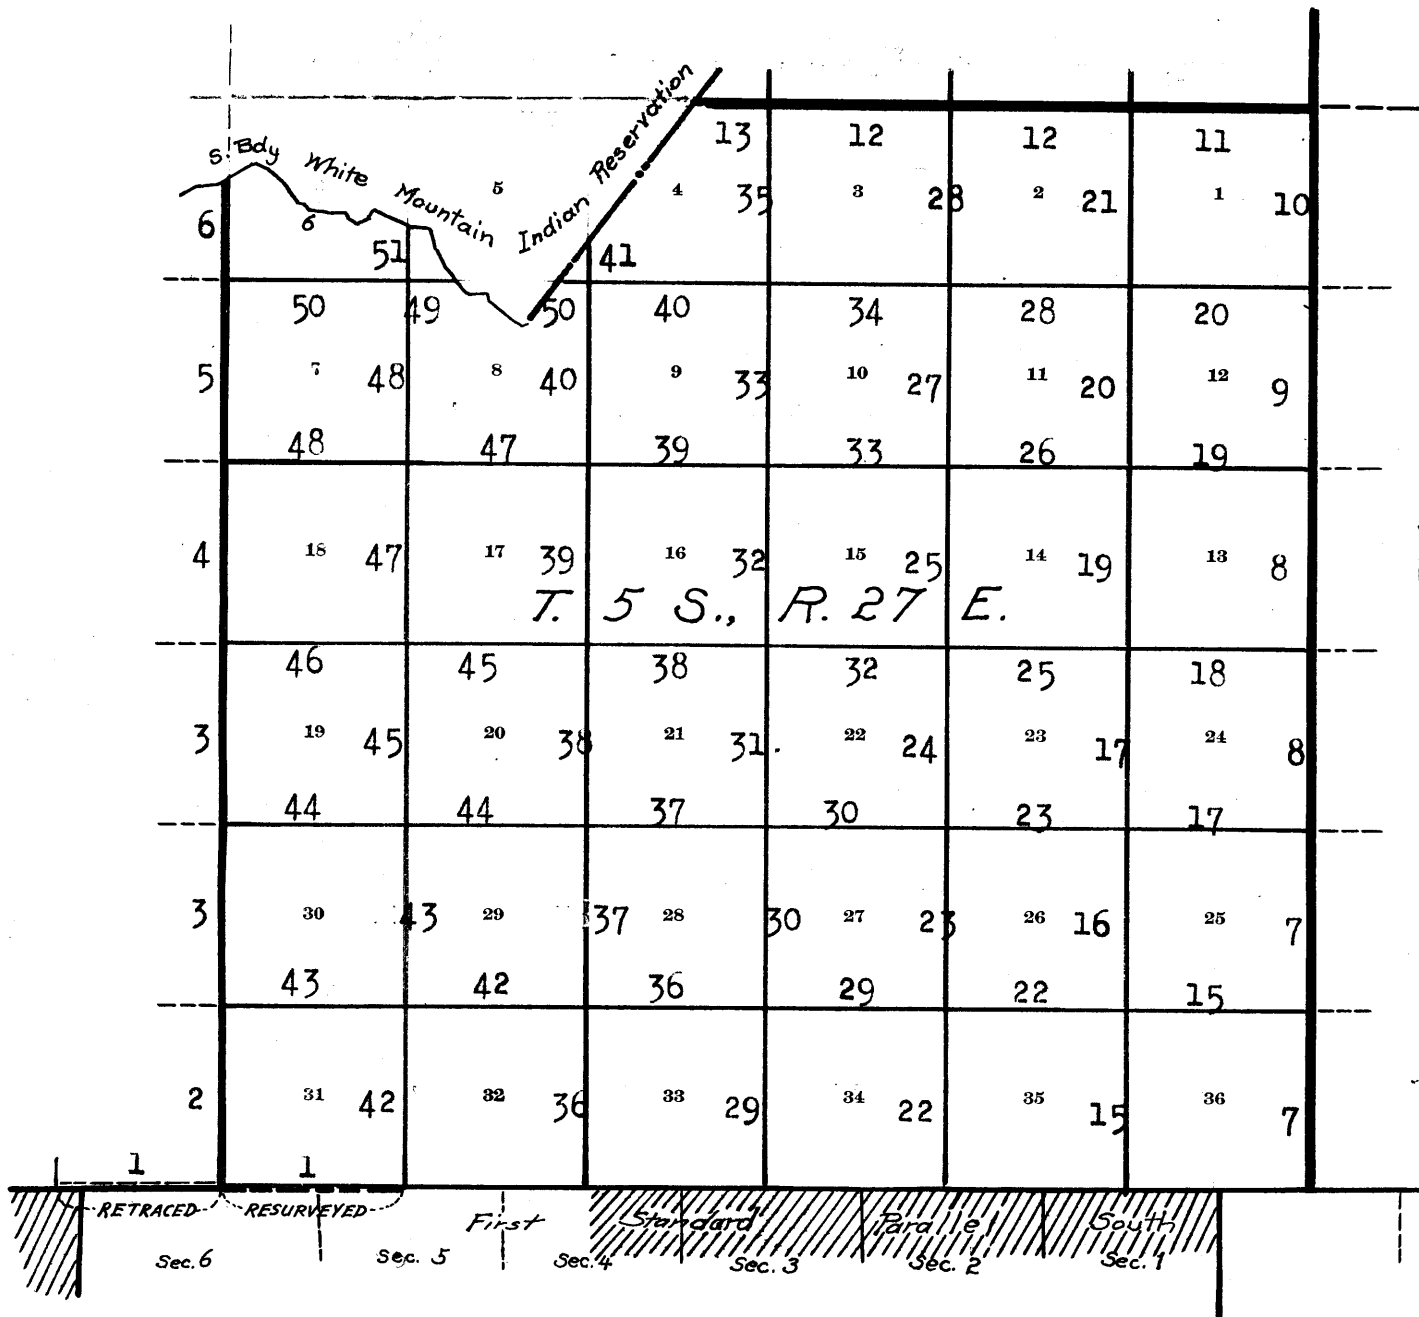 13 12 12 11
S. Bdy White Mountain Indian Reservation
5 4 35 3 28 2 21 1 10
6 6
51 41
50 49 50 40 34 28 20
5 7 48 8 40 9 33 10 27 11 20 12 9
48 47 39 33 26 19
4 18 47 17 39 16 32 15 25 14 19 13 8
T. 5 S., R. 27 E.
46 45 38 32 25 18
3 19 45 20 38 21 31 22 24 23 17 24 8
44 44 37 30 23 17
3 30 43 29 37 28 30 27 23 26 16 25 7
43 42 36 29 22 15
2 31 42 32 36 33 29 34 22 35 15 36 7
1 1
RETRACED RESURVEYED First Standard Parallel South
Sec. 6 Sec. 5 Sec. 4 Sec. 3 Sec. 2 Sec. 1